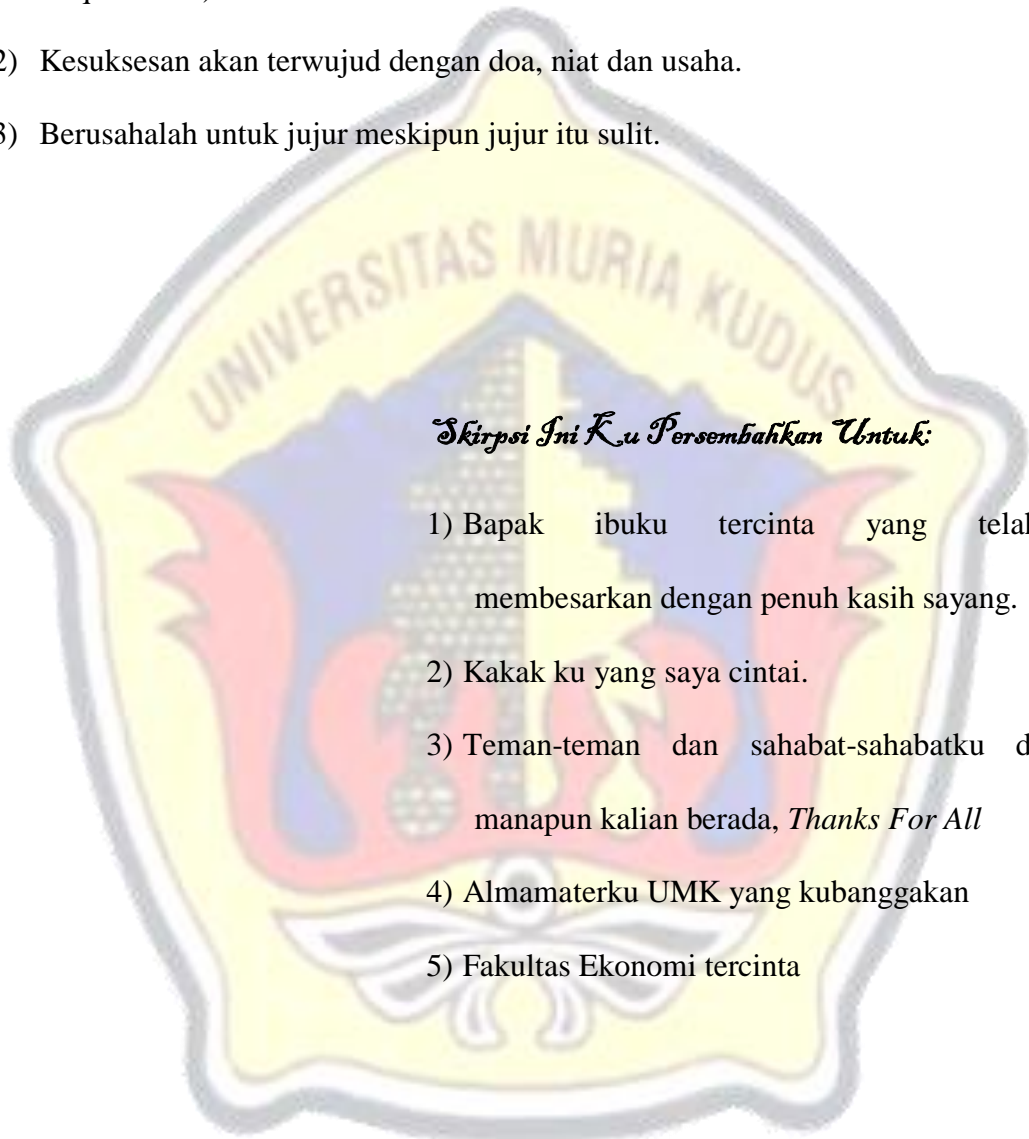 2) Kesuksesan akan terwujud dengan doa, niat dan usaha.
3) Berusahalah untuk jujur meskipun jujur itu sulit.
UNIVERSITAS MURIA KUDUS
Skirpsi Ini Ku Persembahkan Untuk:
1) Bapak ibuku tercinta yang telah
membesarkan dengan penuh kasih sayang.
2) Kakak ku yang saya cintai.
3) Teman-teman dan sahabat-sahabatku d
manapun kalian berada, Thanks For All
4) Almamaterku UMK yang kubanggakan
5) Fakultas Ekonomi tercinta